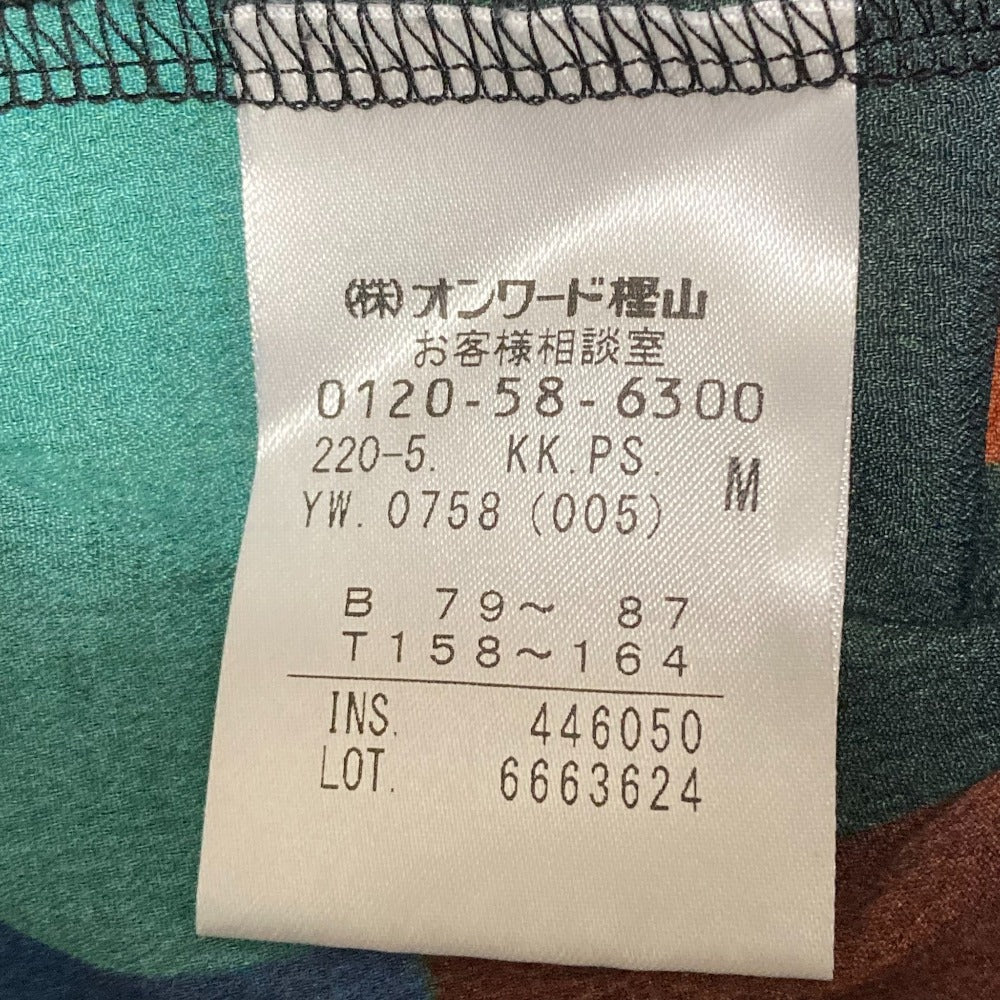 ㈱オンワード樫山
お客様相談室
0120-58-6300
220-5. KK.PS.
M
YW. 0758 (005)
B 79～ 87
T158～164
INS. 446050
LOT. 6663624